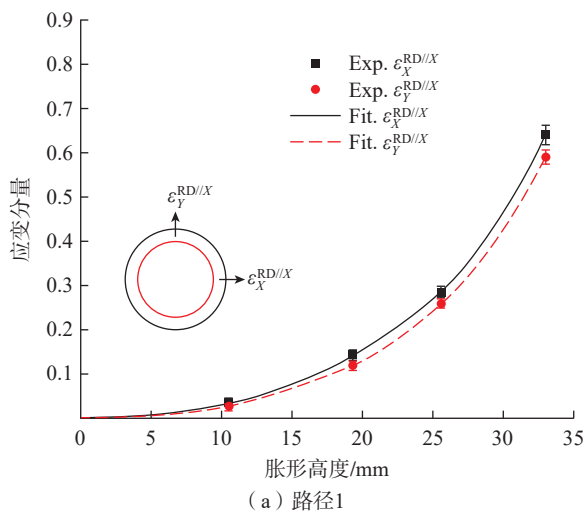 0.9
0.8
0.7
0.6
0.5
0.4
0.3
0.2
0.1
应变分量
Exp. ε_X^{RD//X}
Exp. ε_Y^{RD//X}
Fit. ε_X^{RD//X}
Fit. ε_Y^{RD//X}
ε_Y^{RD//X}
ε_X^{RD//X}
0 5 10 15 20 25 30 35
胀形高度/mm
（a）路径1